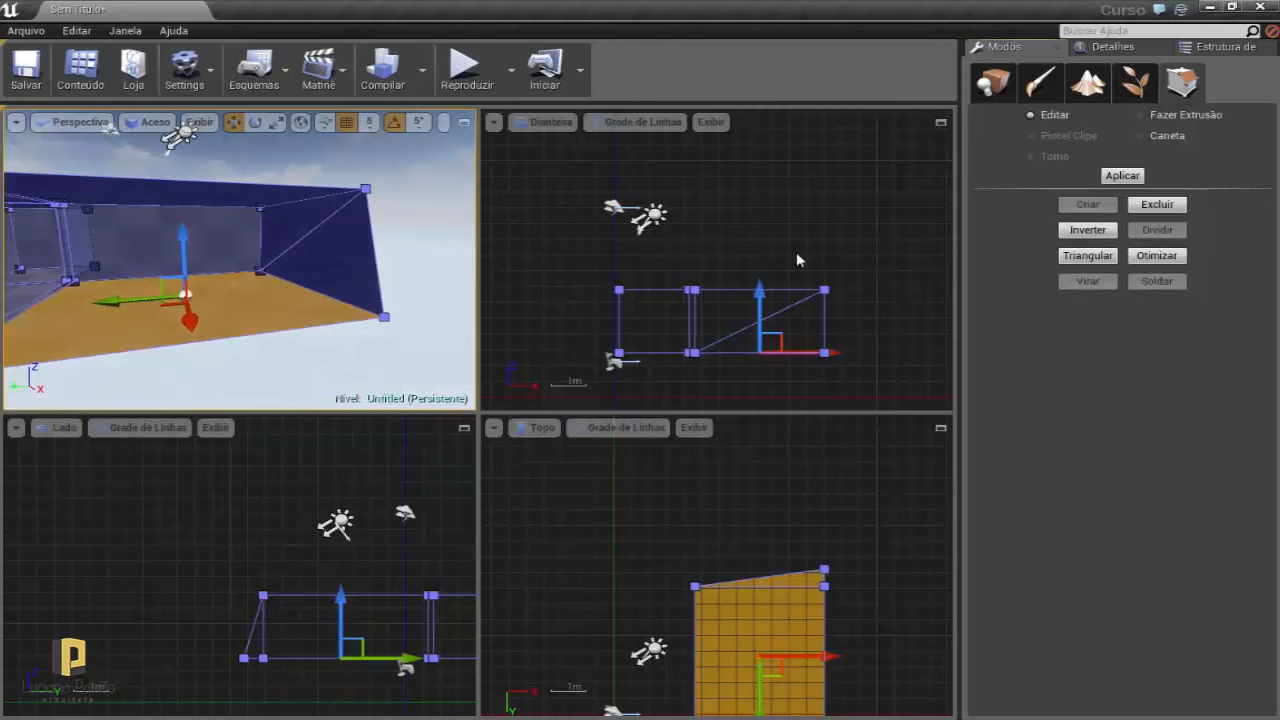 Sem Título*
Curso
Arquivo Editar Janela Ajuda
Buscar Ajuda
Salvar Conteúdo Loja Settings Esquemas Matinê Compilar Reproduzir Iniciar
Modos Detalhes Estrutura de
Perspectiva Aceso Exibir 5 5°
Dianteira Grade de Linhas Exibir
Editar Fazer Extrusão
Pincel Clipe Caneta
Torno
Aplicar
Criar Excluir
Inverter Dividir
Triangular Otimizar
Virar Soldar
Z
X
Nível: Untitled (Persistente)
1m
Lado Grade de Linhas Exibir
Topo Grade de Linhas Exibir
1m
Y
arquiteto